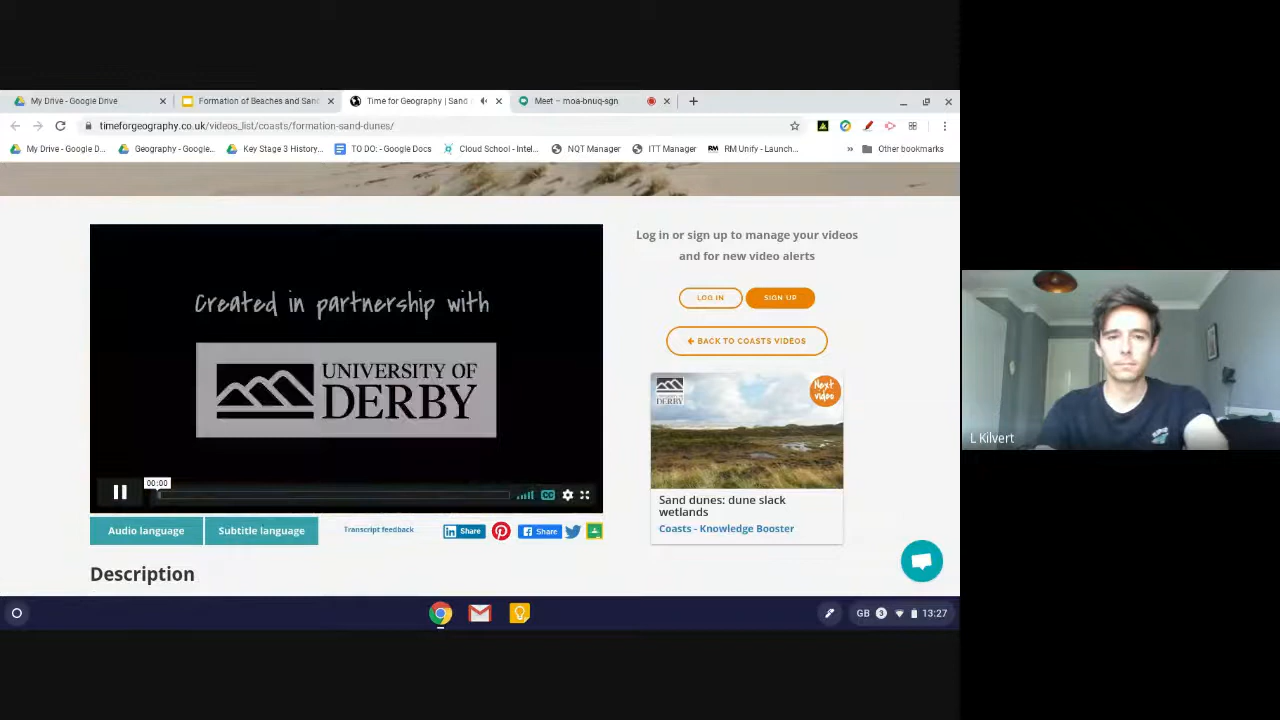 My Drive - Google Drive
Formation of Beaches and Sand
Time for Geography | Sand
Meet – moa-bnuq-sgn
timeforgeography.co.uk/videos_list/coasts/formation-sand-dunes/
My Drive - Google D...
Geography - Google...
Key Stage 3 History...
TO DO: - Google Docs
Cloud School - Intel...
NQT Manager
ITT Manager
RM Unify - Launch...
»
Other bookmarks
Created in partnership with
UNIVERSITY OF
DERBY
00:00
CC
Log in or sign up to manage your videos
and for new video alerts
LOG IN
SIGN UP
BACK TO COASTS VIDEOS
Next
video
Sand dunes: dune slack
wetlands
Coasts - Knowledge Booster
Audio language
Subtitle language
Transcript feedback
Share
Share
Description
L Kilvert
GB
3
13:27